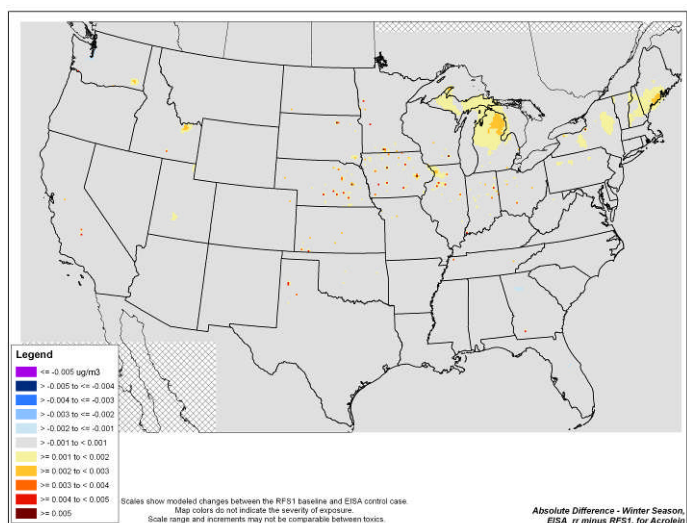 Legend
<= -0.005 ug/m3
> -0.005 to <= -0.004
> -0.004 to <= -0.003
> -0.003 to <= -0.002
> -0.002 to <= -0.001
> -0.001 to < 0.001
>= 0.001 to < 0.002
>= 0.002 to < 0.003
>= 0.003 to < 0.004
>= 0.004 to < 0.005
>= 0.005
Scales show modeled changes between the RFS1 baseline and EISA control case.
Map colors do not indicate the severity of exposure.
Scale range and increments may not be comparable between toxics.
Absolute Difference - Winter Season,
EISA_rr minus RFS1, for Acrolein